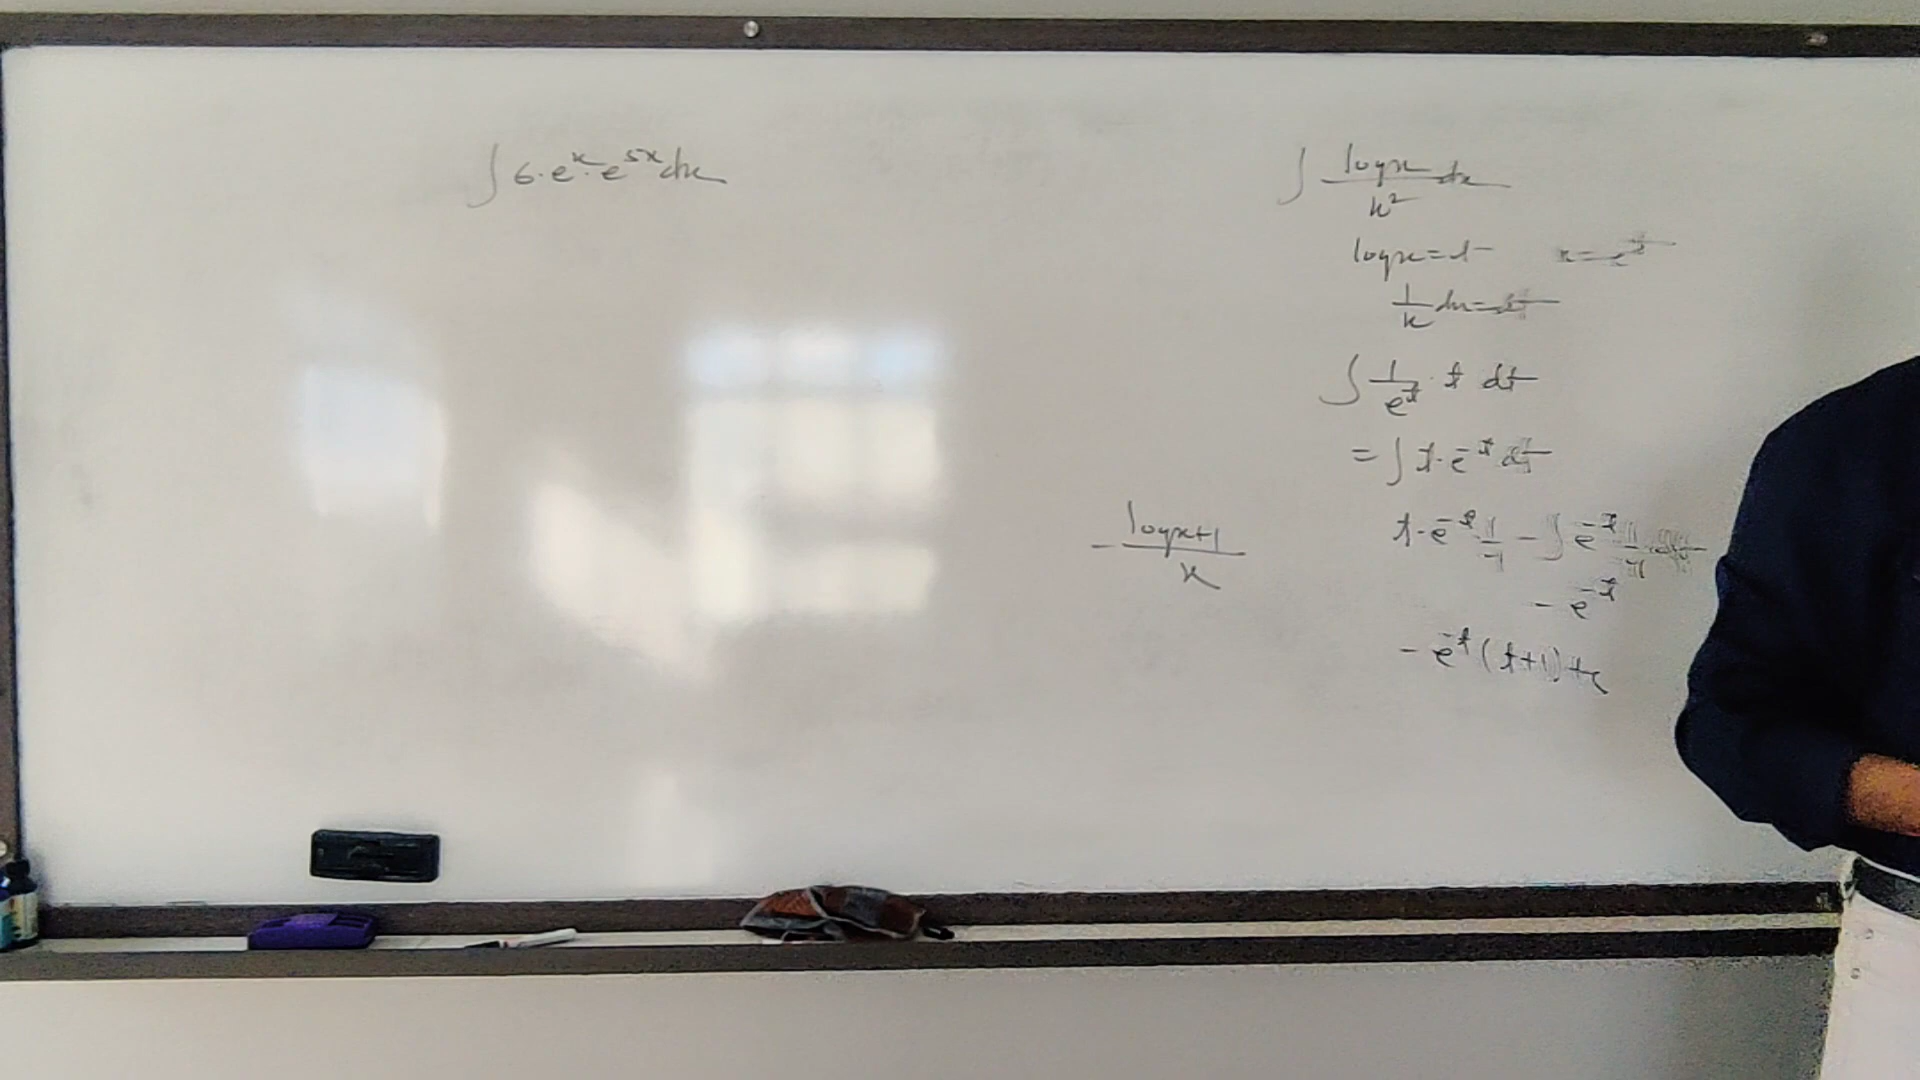 ∫ 6·e^x·e^5x dx
∫ logx/x² dx
logx=t x=e^t
1/x dx=dt
∫ 1/e^t · t dt
= ∫ t·e^-t dt
t·e^-t 1/-1 - ∫ e^-t 1/-1 dt
- e^-t
- e^-t (t+1)+c
- logx+1/x